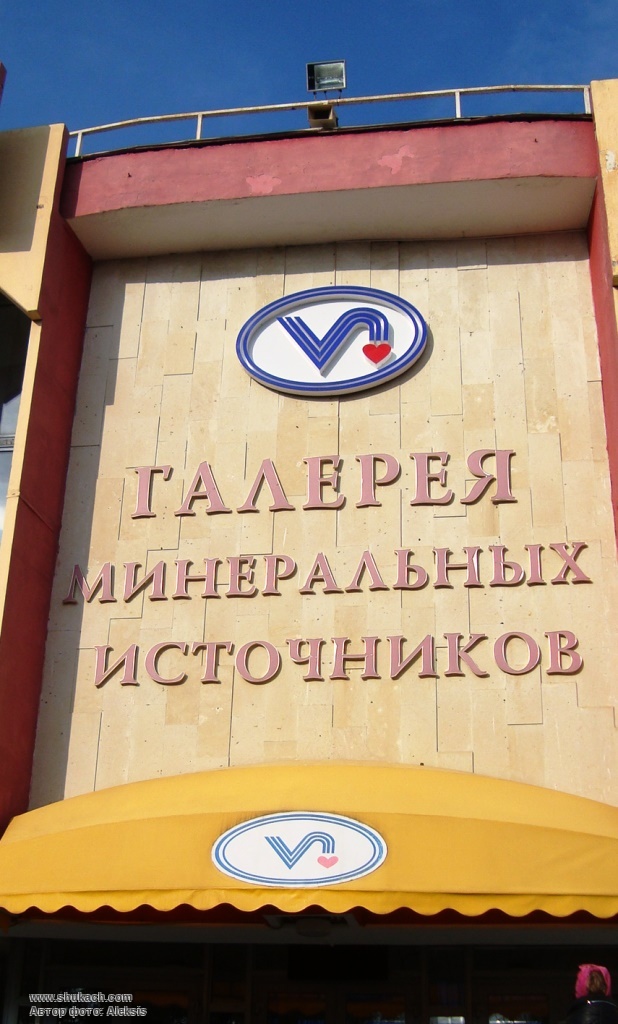 ГАЛЕРЕЯ
МИНЕРАЛЬНЫХ
ИСТОЧНИКОВ
www.shukach.com
Автор фото: Aleksis